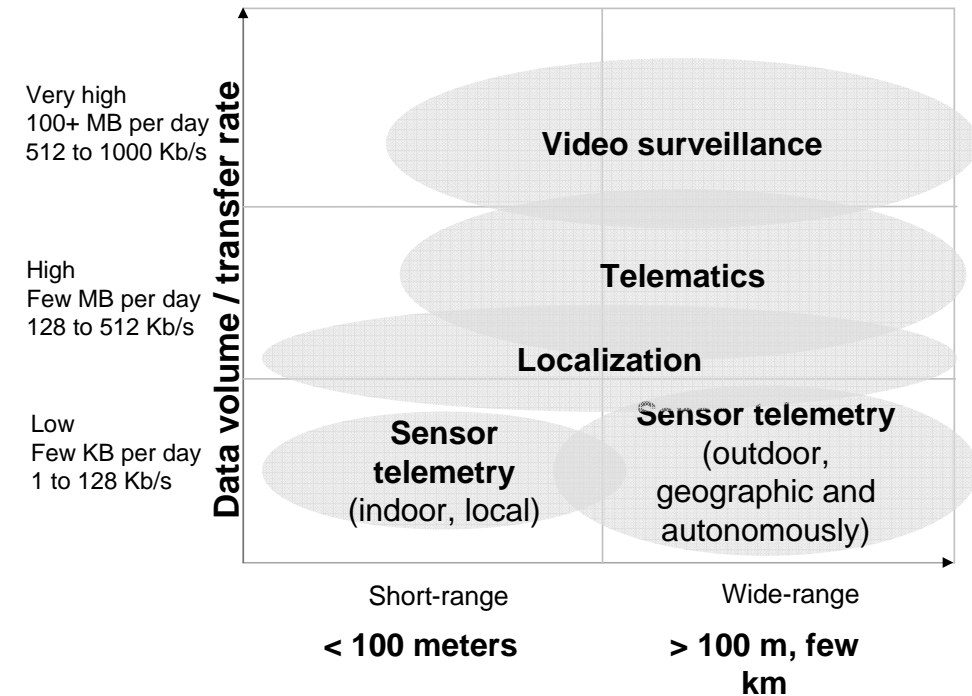 Very high
100+ MB per day
512 to 1000 Kb/s
High
Few MB per day
128 to 512 Kb/s
Low
Few KB per day
1 to 128 Kb/s
Data volume / transfer rate
Video surveillance
Telematics
Localization
Sensor
telemetry
(indoor, local)
Sensor telemetry
(outdoor,
geographic and
autonomously)
Short-range
< 100 meters
Wide-range
> 100 m, few
km